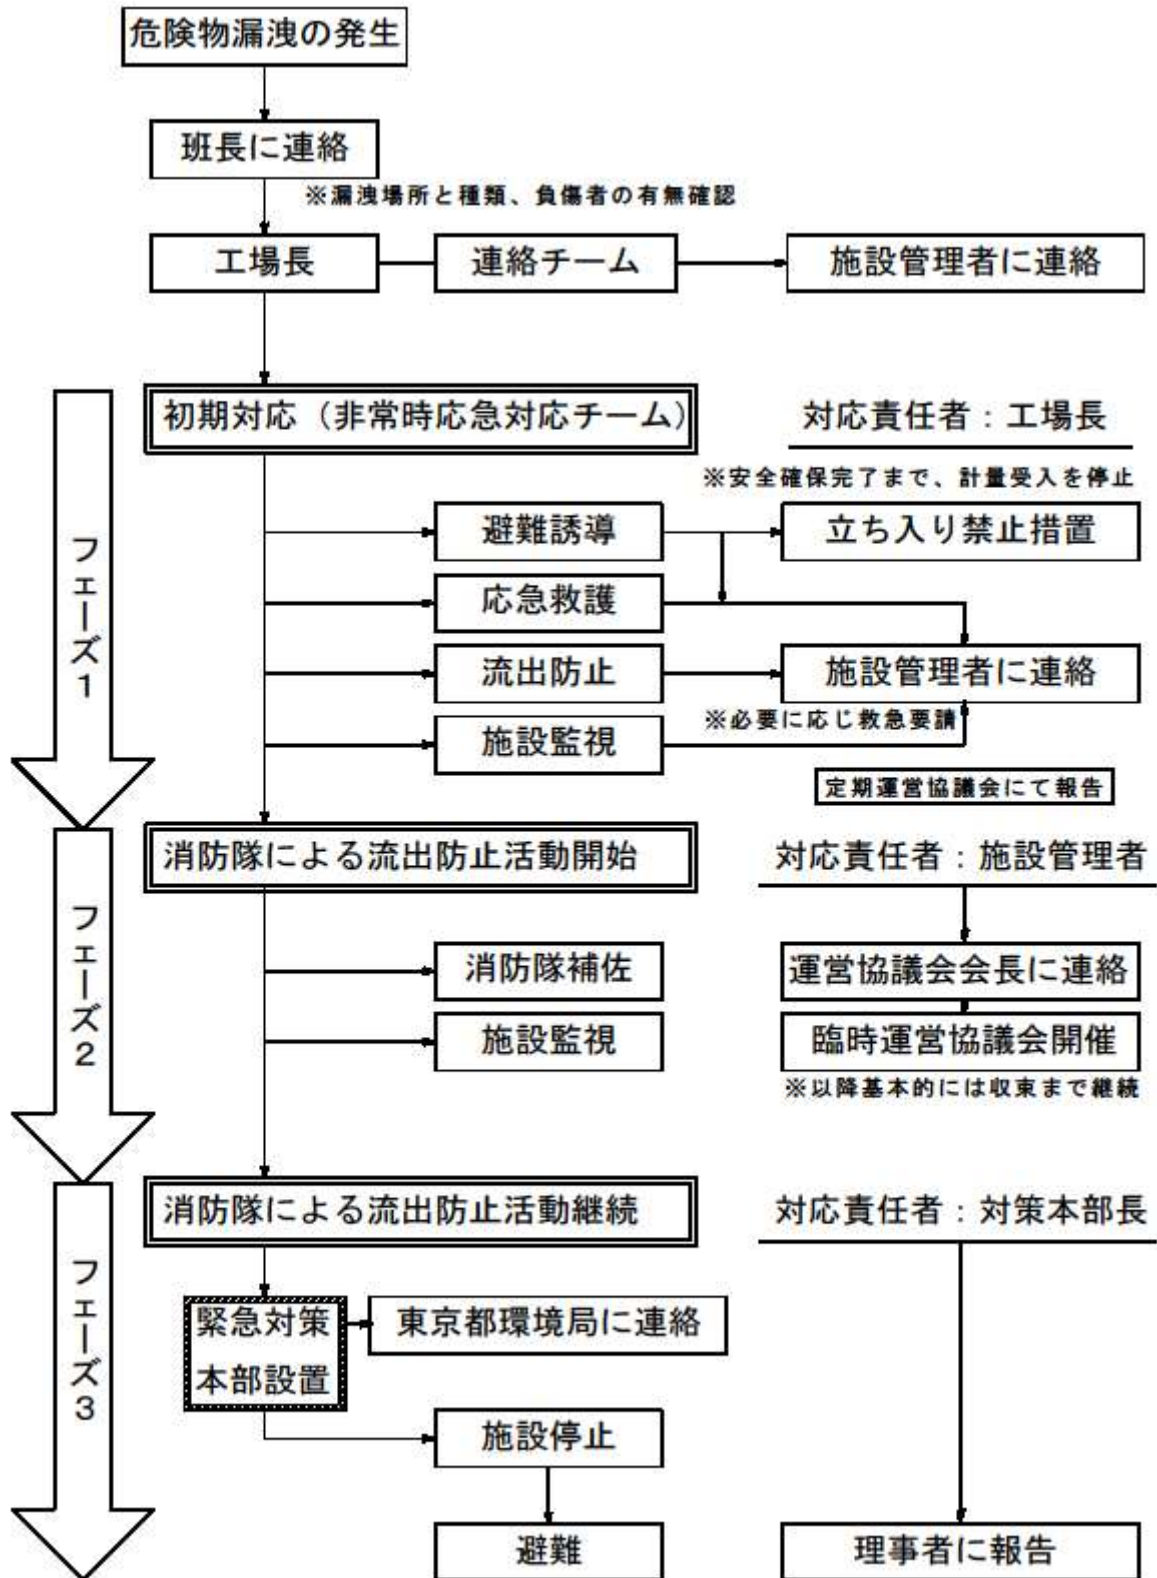 危険物漏洩の発生
班長に連絡
※漏洩場所と種類、負傷者の有無確認
工場長
連絡チーム
施設管理者に連絡
フェーズ1
初期対応（非常時応急対応チーム）
対応責任者：工場長
※安全確保完了まで、計量受入を停止
避難誘導
立ち入り禁止措置
応急救護
流出防止
施設管理者に連絡
※必要に応じ救急要請
施設監視
定期運営協議会にて報告
フェーズ2
消防隊による流出防止活動開始
対応責任者：施設管理者
消防隊補佐
運営協議会会長に連絡
施設監視
臨時運営協議会開催
※以降基本的には収束まで継続
フェーズ3
消防隊による流出防止活動継続
対応責任者：対策本部長
緊急対策
本部設置
東京都環境局に連絡
施設停止
避難
理事者に報告